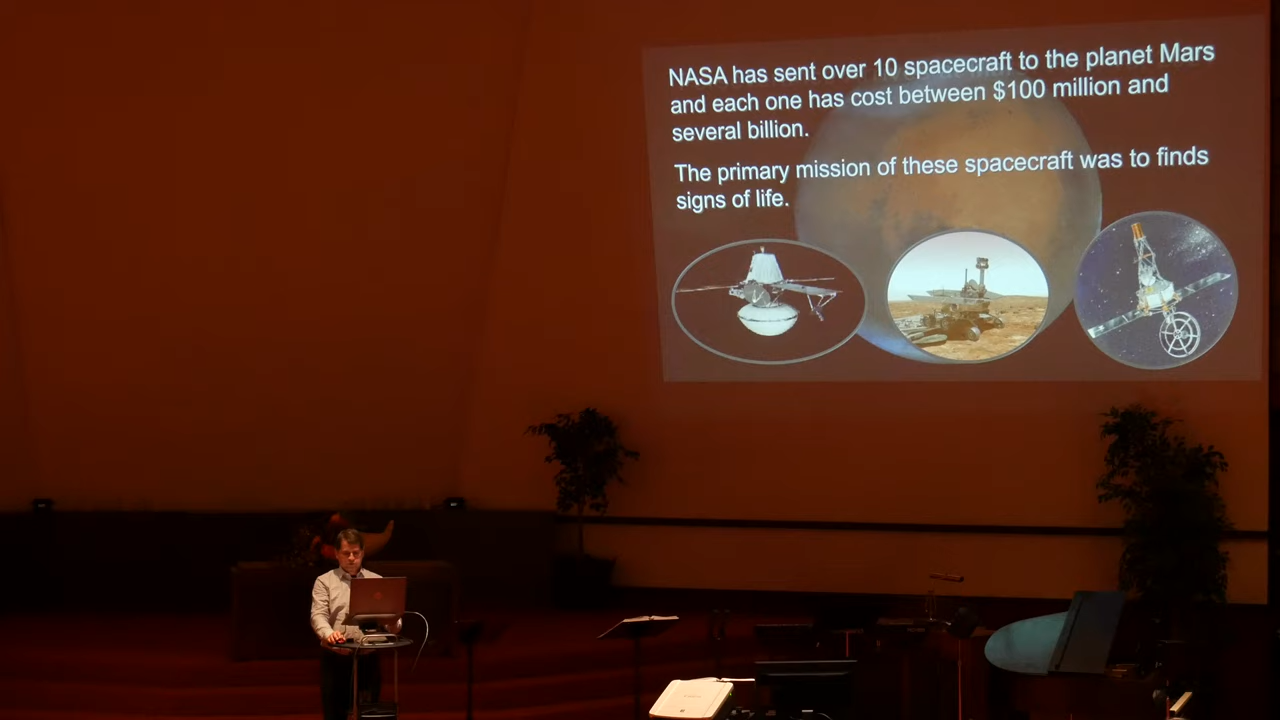 NASA has sent over 10 spacecraft to the planet Mars
and each one has cost between $100 million and
several billion.
The primary mission of these spacecraft was to finds
signs of life.